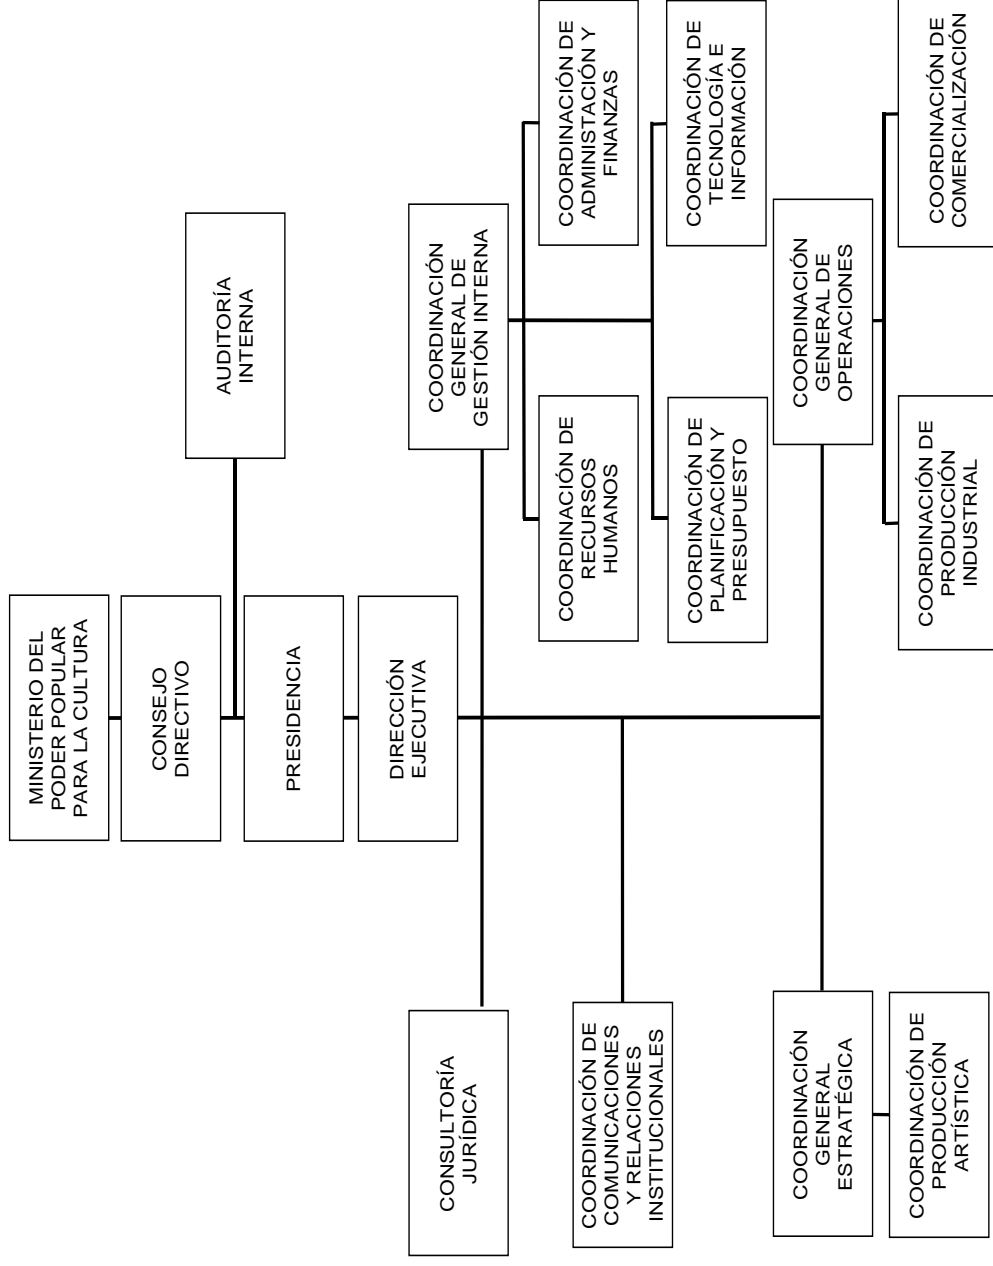 MINISTERIO DEL
PODER POPULAR
PARA LA CULTURA
CONSEJO
DIRECTIVO
AUDITORÍA
INTERNA
PRESIDENCIA
DIRECCIÓN
EJECUTIVA
CONSULTORÍA
JURÍDICA
COORDINACIÓN
GENERAL DE
GESTIÓN INTERNA
COORDINACIÓN DE
RECURSOS
HUMANOS
COORDINACIÓN DE
ADMINISTACIÓN Y
FINANZAS
COORDINACIÓN DE
COMUNICACIONES
Y RELACIONES
INSTITUCIONALES
COORDINACIÓN DE
PLANIFICACIÓN Y
PRESUPUESTO
COORDINACIÓN DE
TECNOLOGÍA E
INFORMACIÓN
COORDINACIÓN
GENERAL
ESTRATÉGICA
COORDINACIÓN
GENERAL DE
OPERACIONES
COORDINACIÓN DE
PRODUCCIÓN
ARTÍSTICA
COORDINACIÓN DE
PRODUCCIÓN
INDUSTRIAL
COORDINACIÓN DE
COMERCIALIZACIÓN